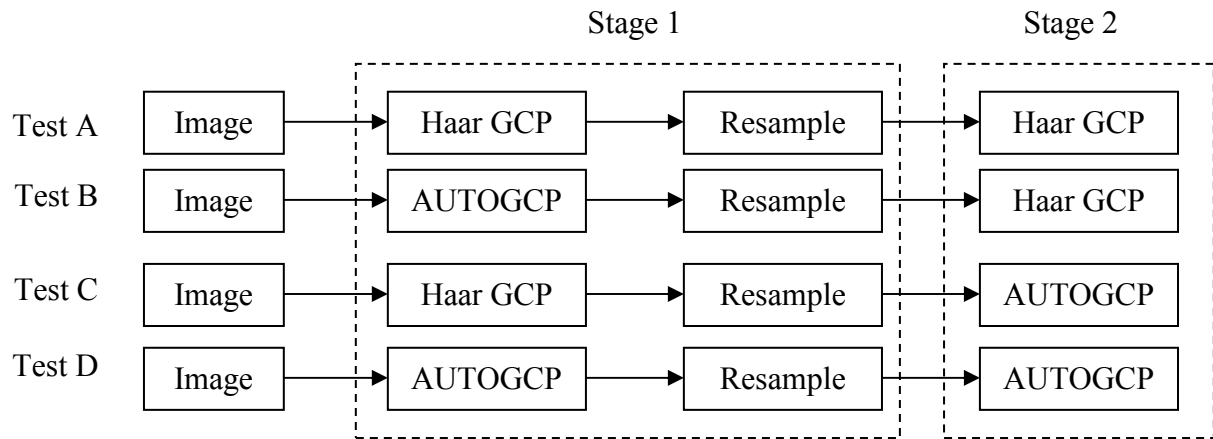 Stage 1 Stage 2
Test A Image Haar GCP Resample Haar GCP
Test B Image AUTOGCP Resample Haar GCP
Test C Image Haar GCP Resample AUTOGCP
Test D Image AUTOGCP Resample AUTOGCP